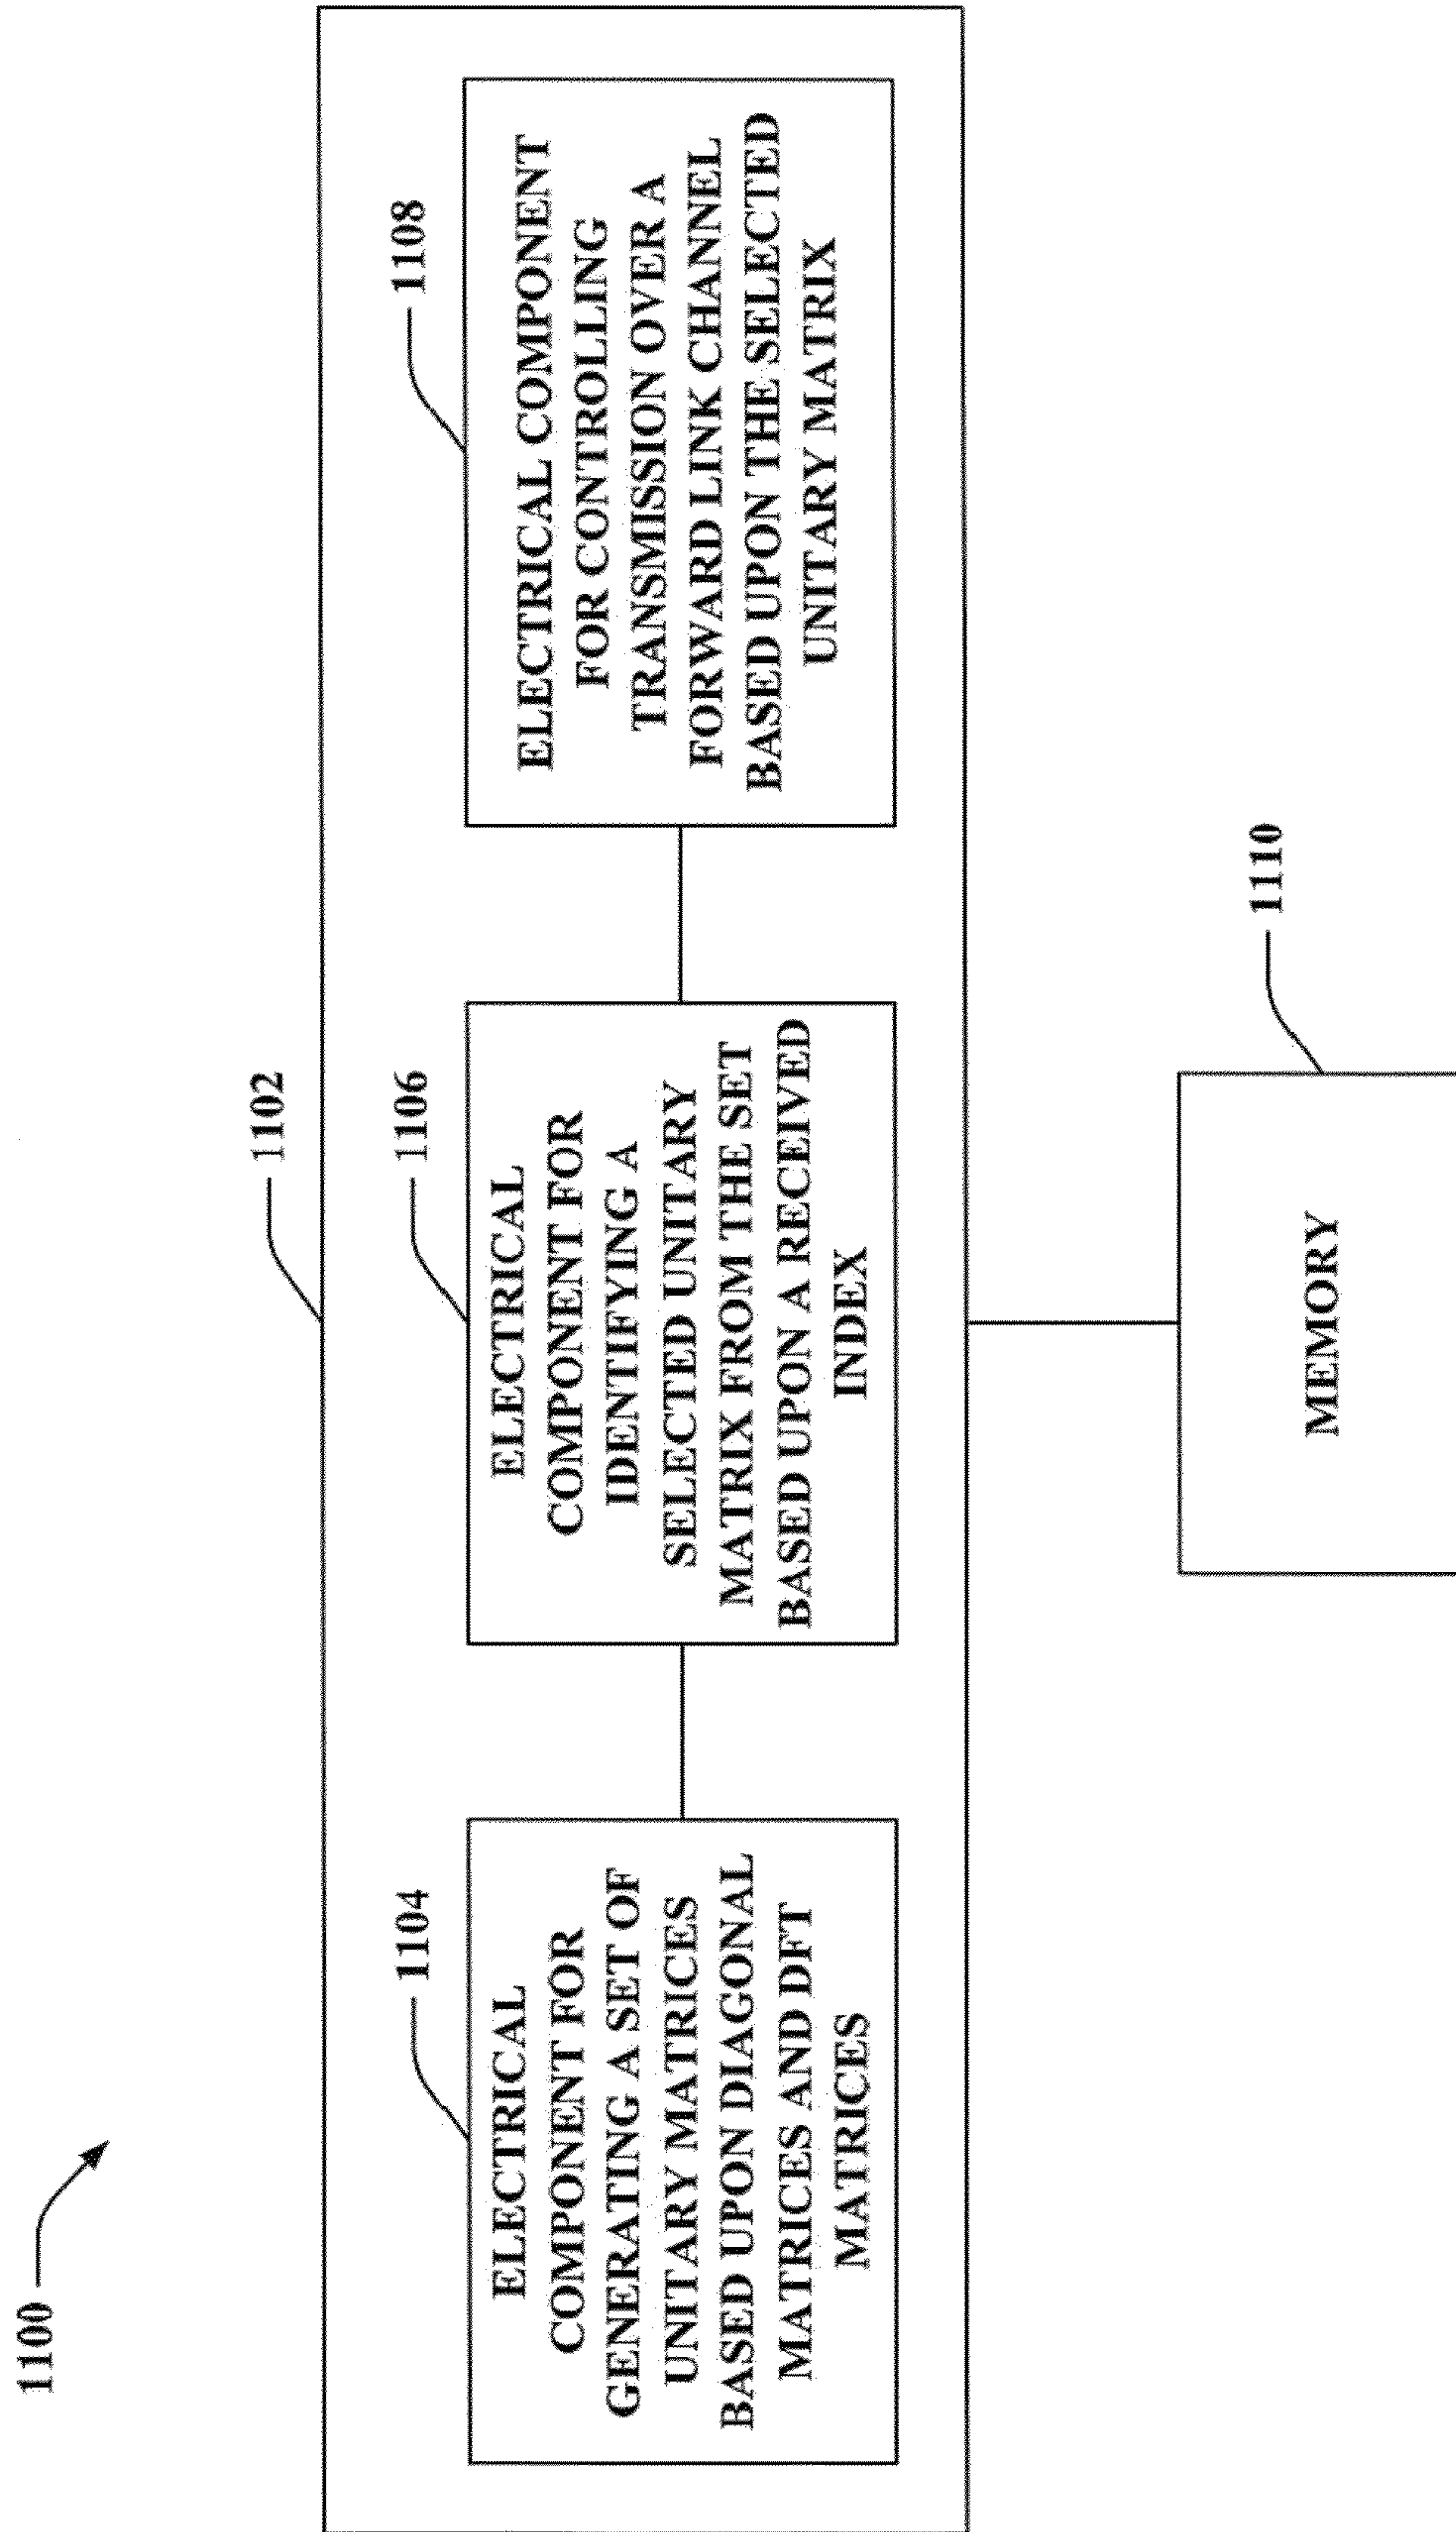 1100
1102
1104
ELECTRICAL
COMPONENT FOR
GENERATING A SET OF
UNITARY MATRICES
BASED UPON DIAGONAL
MATRICES AND DFT
MATRICES
1106
ELECTRICAL
COMPONENT FOR
IDENTIFYING A
SELECTED UNITARY
MATRIX FROM THE SET
BASED UPON A RECEIVED
INDEX
1108
ELECTRICAL COMPONENT
FOR CONTROLLING
TRANSMISSION OVER A
FORWARD LINK CHANNEL
BASED UPON THE SELECTED
UNITARY MATRIX
1110
MEMORY